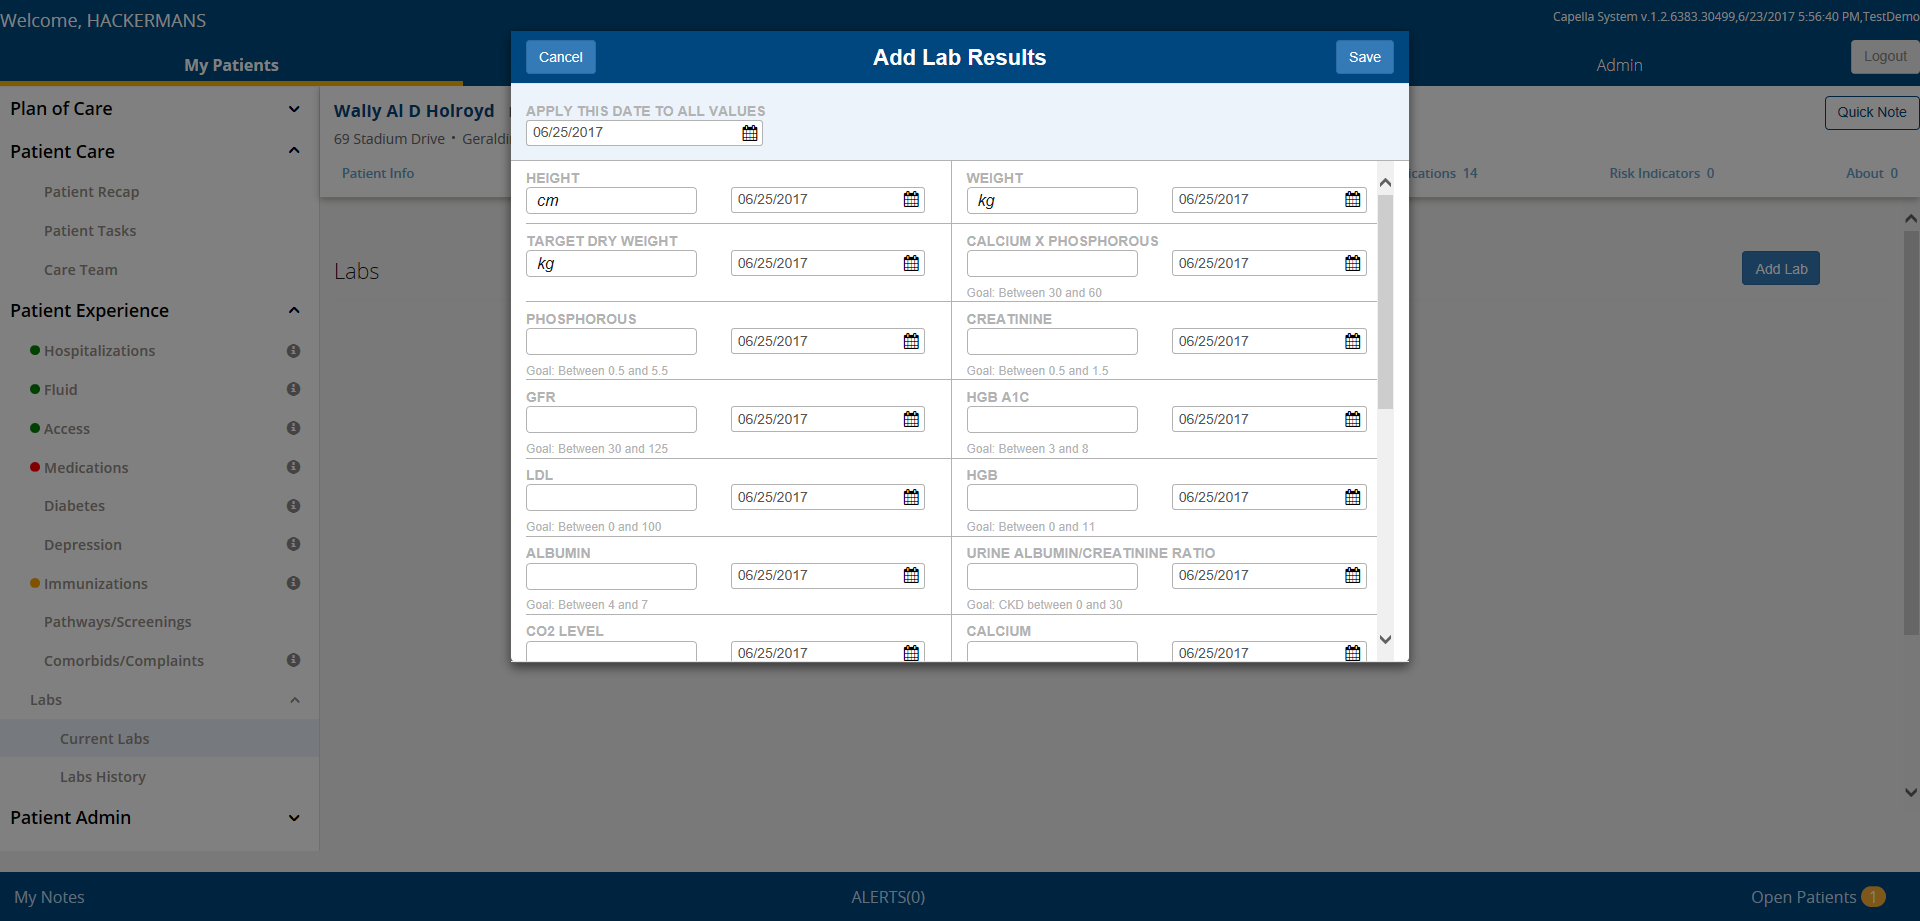 Welcome, HACKERMANS
Capella System v.1.2.6383.30499,6/23/2017 5:56:40 PM,TestDemo
My Patients
Admin
Logout
Cancel
Add Lab Results
Save
Plan of Care
Patient Care
Patient Recap
Patient Tasks
Care Team
Patient Experience
Hospitalizations
Fluid
Access
Medications
Diabetes
Depression
Immunizations
Pathways/Screenings
Comorbids/Complaints
Labs
Current Labs
Labs History
Patient Admin
Wally Al D Holroyd
69 Stadium Drive •
Quick Note
Patient Info
14
Risk Indicators 0
About 0
Labs
Add Lab
APPLY THIS DATE TO ALL VALUES
06/25/2017
HEIGHT
cm 06/25/2017
WEIGHT
kg 06/25/2017
TARGET DRY WEIGHT
kg 06/25/2017
CALCIUM X PHOSPHOROUS
06/25/2017
Goal: Between 30 and 60
PHOSPHOROUS
06/25/2017
Goal: Between 0.5 and 5.5
CREATININE
06/25/2017
Goal: Between 0.5 and 1.5
GFR
06/25/2017
Goal: Between 30 and 125
HGB A1C
06/25/2017
Goal: Between 3 and 8
LDL
06/25/2017
Goal: Between 0 and 100
HGB
06/25/2017
Goal: Between 0 and 11
ALBUMIN
06/25/2017
Goal: Between 4 and 7
URINE ALBUMIN/CREATININE RATIO
06/25/2017
Goal: CKD between 0 and 30
CO2 LEVEL
06/25/2017
CALCIUM
06/25/2017
My Notes
ALERTS(0)
Open Patients 1